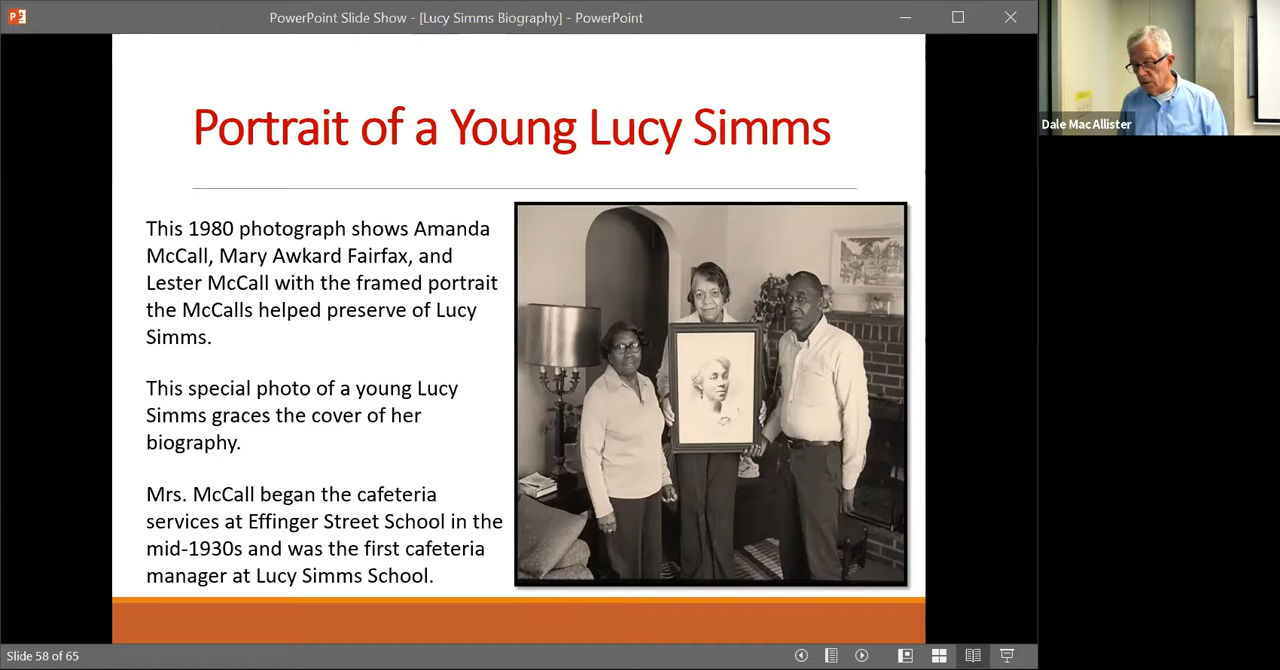 PowerPoint Slide Show - [Lucy Simms Biography] - PowerPoint
Portrait of a Young Lucy Simms
This 1980 photograph shows Amanda
McCall, Mary Awkard Fairfax, and
Lester McCall with the framed portrait
the McCalls helped preserve of Lucy
Simms.
This special photo of a young Lucy
Simms graces the cover of her
biography.
Mrs. McCall began the cafeteria
services at Effinger Street School in the
mid-1930s and was the first cafeteria
manager at Lucy Simms School.
Dale MacAllister
Slide 58 of 65